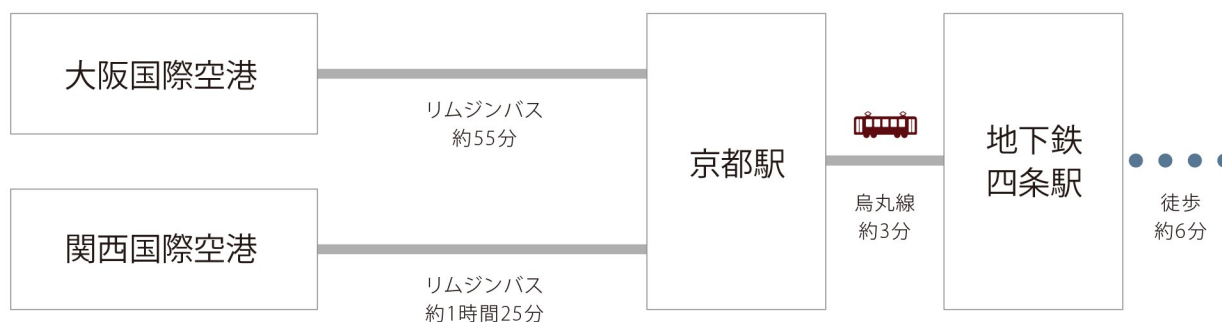 大阪国際空港
リムジンバス
約55分
関西国際空港
リムジンバス
約1時間25分
京都駅
烏丸線
約3分
地下鉄
四条駅
徒歩
約6分